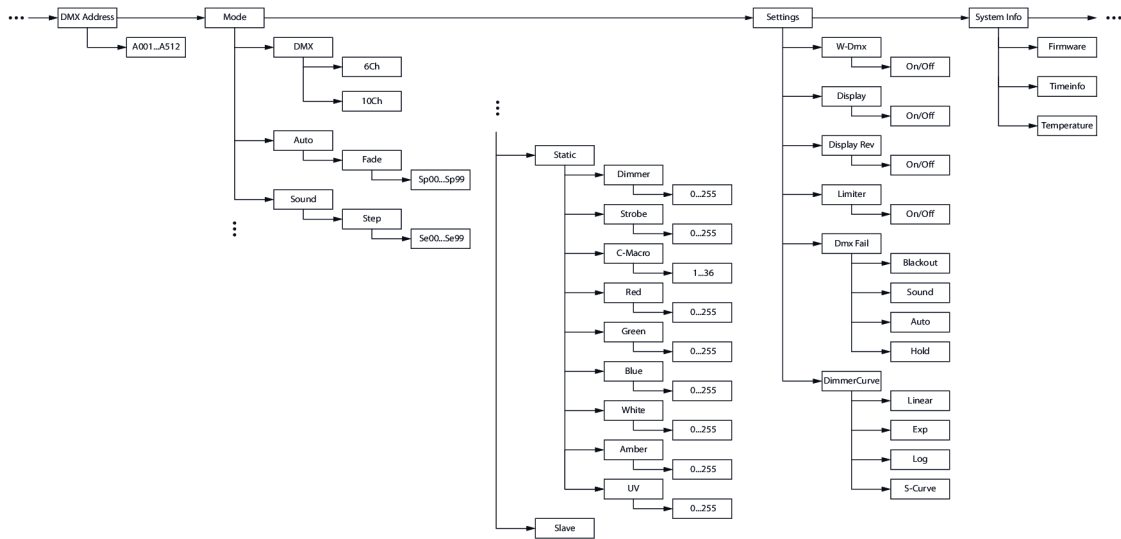 DMX Address
Mode
Settings
System Info
A001...A512
DMX
6Ch
10Ch
Auto
Fade
Sp00...Sp99
Sound
Step
Se00...Se99
Static
Dimmer
0...255
Strobe
0...255
C-Macro
1...36
Red
0...255
Green
0...255
Blue
0...255
White
0...255
Amber
0...255
UV
0...255
Slave
W-Dmx
On/Off
Display
On/Off
Display Rev
On/Off
Limiter
On/Off
Dmx Fail
Blackout
Sound
Auto
Hold
DimmerCurve
Linear
Exp
Log
S-Curve
Firmware
Timeinfo
Temperature